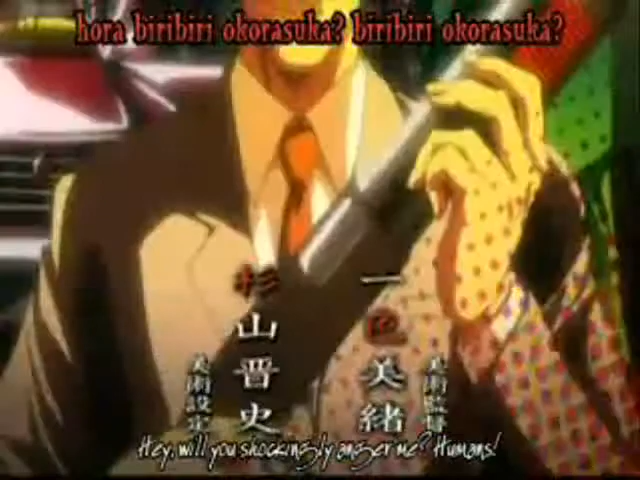 hora biribiri okorasuka? biribiri okorasuka?
美術監督
一色美緒
美術設定
杉山晋史
Hey, will you shockingly anger me? Humans!